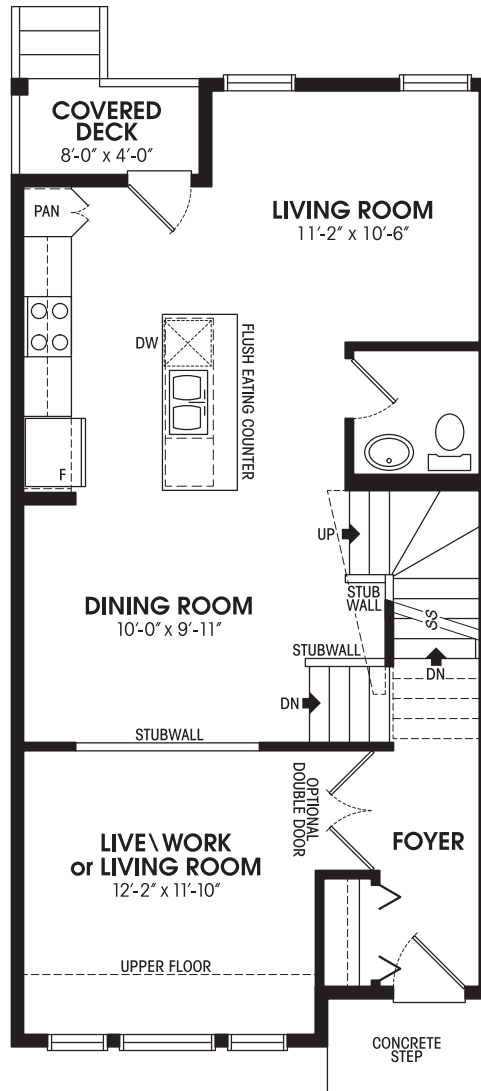 COVERED
DECK
8'-0" x 4'-0"
PAN
LIVING ROOM
11'-2" x 10'-6"
DW
FLUSH EATING COUNTER
F
UP
STUB
WALL
DINING ROOM
10'-0" x 9'-11"
SS
STUBWALL
DN
DN
STUBWALL
OPTIONAL
DOUBLE DOOR
LIVE\WORK
or LIVING ROOM
12'-2" x 11'-10"
FOYER
UPPER FLOOR
CONCRETE
STEP